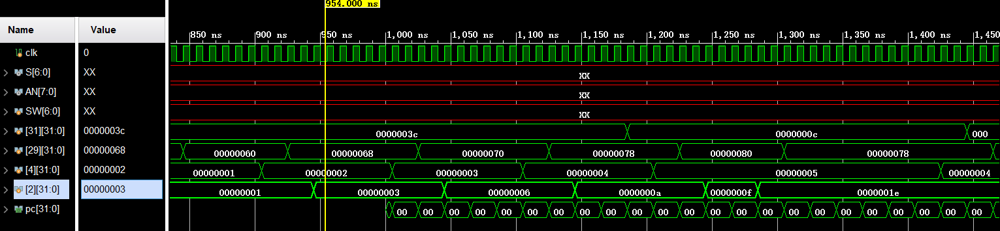 954.000 ns
Name Value 850 ns 900 ns 950 ns 1,000 ns 1,050 ns 1,100 ns 1,150 ns 1,200 ns 1,250 ns 1,300 ns 1,350 ns 1,400 ns 1,450
clk 0
S[6:0] XX XX
AN[7:0] XX XX
SW[6:0] XX XX
[31][31:0] 0000003c 0000003c 0000000c 000
[29][31:0] 00000068 00000060 00000068 00000070 00000078 00000080 00000078
[4][31:0] 00000002 00000001 00000002 00000003 00000004 00000005 00000004
[2][31:0] 00000003 00000001 00000003 00000006 0000000a 0000000f 0000001e
pc[31:0] 00 00 00 00 00 00 00 00 00 00 00 00 00 00 00 00 00 00 00 00 00 00 00